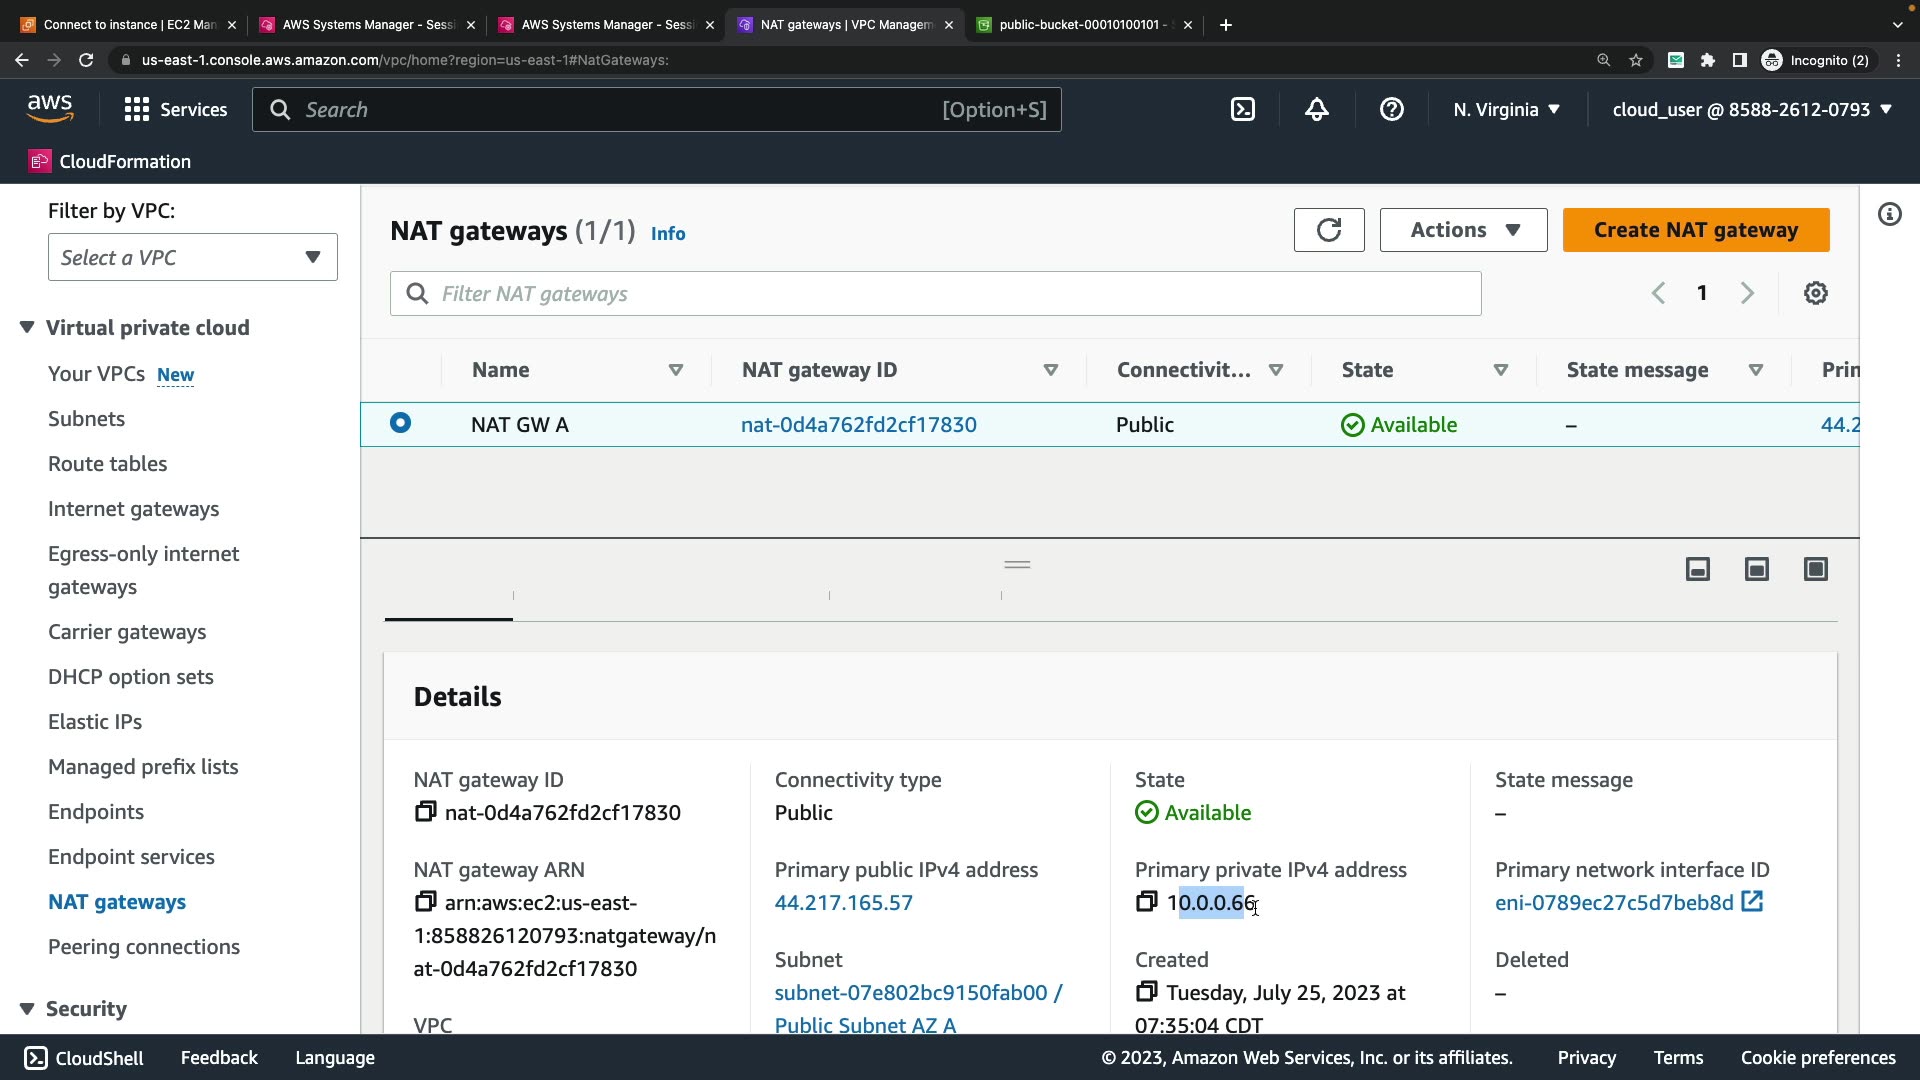 Connect to instance | EC2 Man
AWS Systems Manager - Sessi
AWS Systems Manager - Sessi
NAT gateways | VPC Managem
public-bucket-00010100101 -
us-east-1.console.aws.amazon.com/vpc/home?region=us-east-1#NatGateways:
Incognito (2)
aws
Services
Search
[Option+S]
N. Virginia
cloud_user @ 8588-2612-0793
CloudFormation
Filter by VPC:
Select a VPC
Virtual private cloud
Your VPCs New
Subnets
Route tables
Internet gateways
Egress-only internet
gateways
Carrier gateways
DHCP option sets
Elastic IPs
Managed prefix lists
Endpoints
Endpoint services
NAT gateways
Peering connections
Security
NAT gateways (1/1) Info
Actions
Create NAT gateway
Filter NAT gateways
1
Name
NAT gateway ID
Connectivit...
State
State message
Prin
NAT GW A
nat-0d4a762fd2cf17830
Public
Available
–
44.2
Details
NAT gateway ID
nat-0d4a762fd2cf17830
Connectivity type
Public
State
Available
State message
–
NAT gateway ARN
arn:aws:ec2:us-east-
1:858826120793:natgateway/n
at-0d4a762fd2cf17830
Primary public IPv4 address
44.217.165.57
Primary private IPv4 address
10.0.0.66
Primary network interface ID
eni-0789ec27c5d7beb8d
VPC
Subnet
subnet-07e802bc9150fab00 /
Public Subnet AZ A
Created
Tuesday, July 25, 2023 at
07:35:04 CDT
Deleted
–
CloudShell
Feedback
Language
© 2023, Amazon Web Services, Inc. or its affiliates.
Privacy
Terms
Cookie preferences